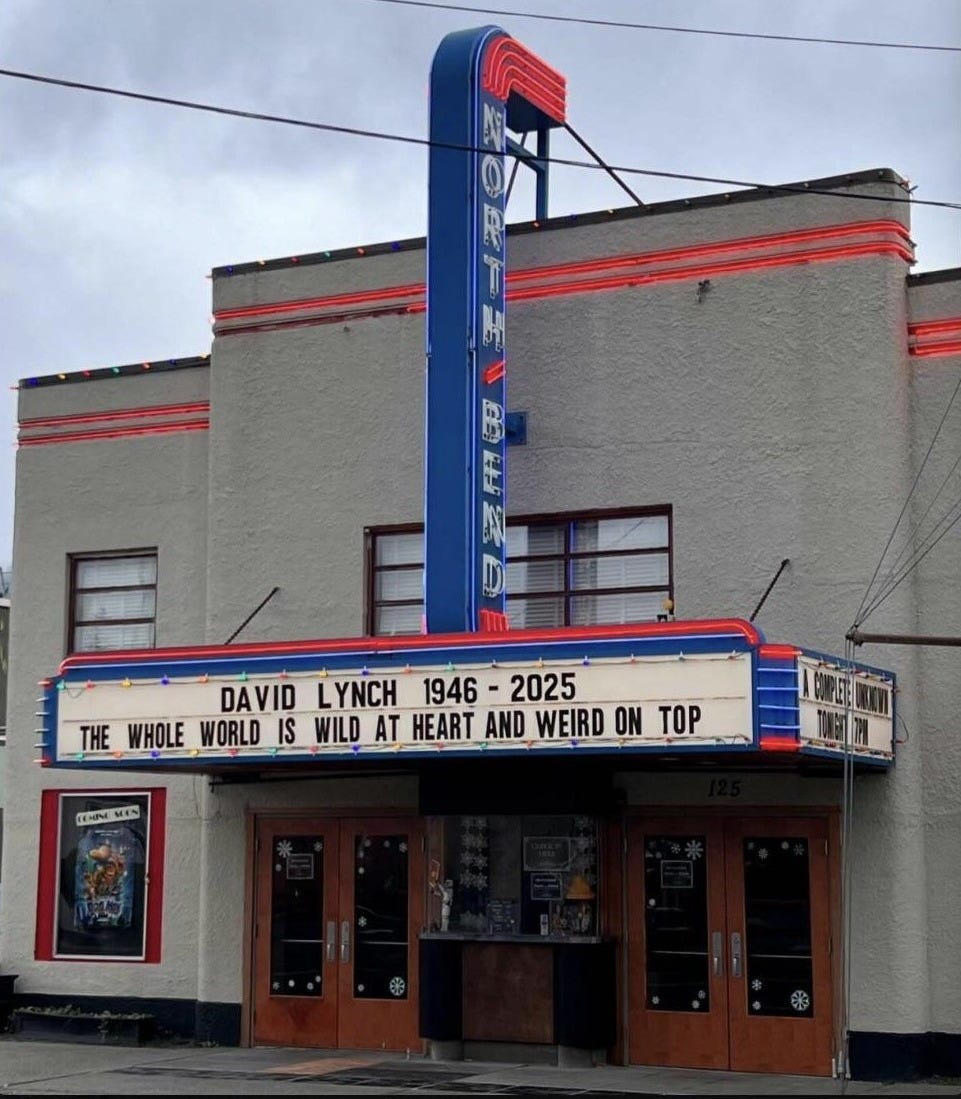 NORTH BEND
DAVID LYNCH 1946 - 2025
THE WHOLE WORLD IS WILD AT HEART AND WEIRD ON TOP
A COMPLETE UNKNOWN
TONIGHT 7PM
125
COMING SOON